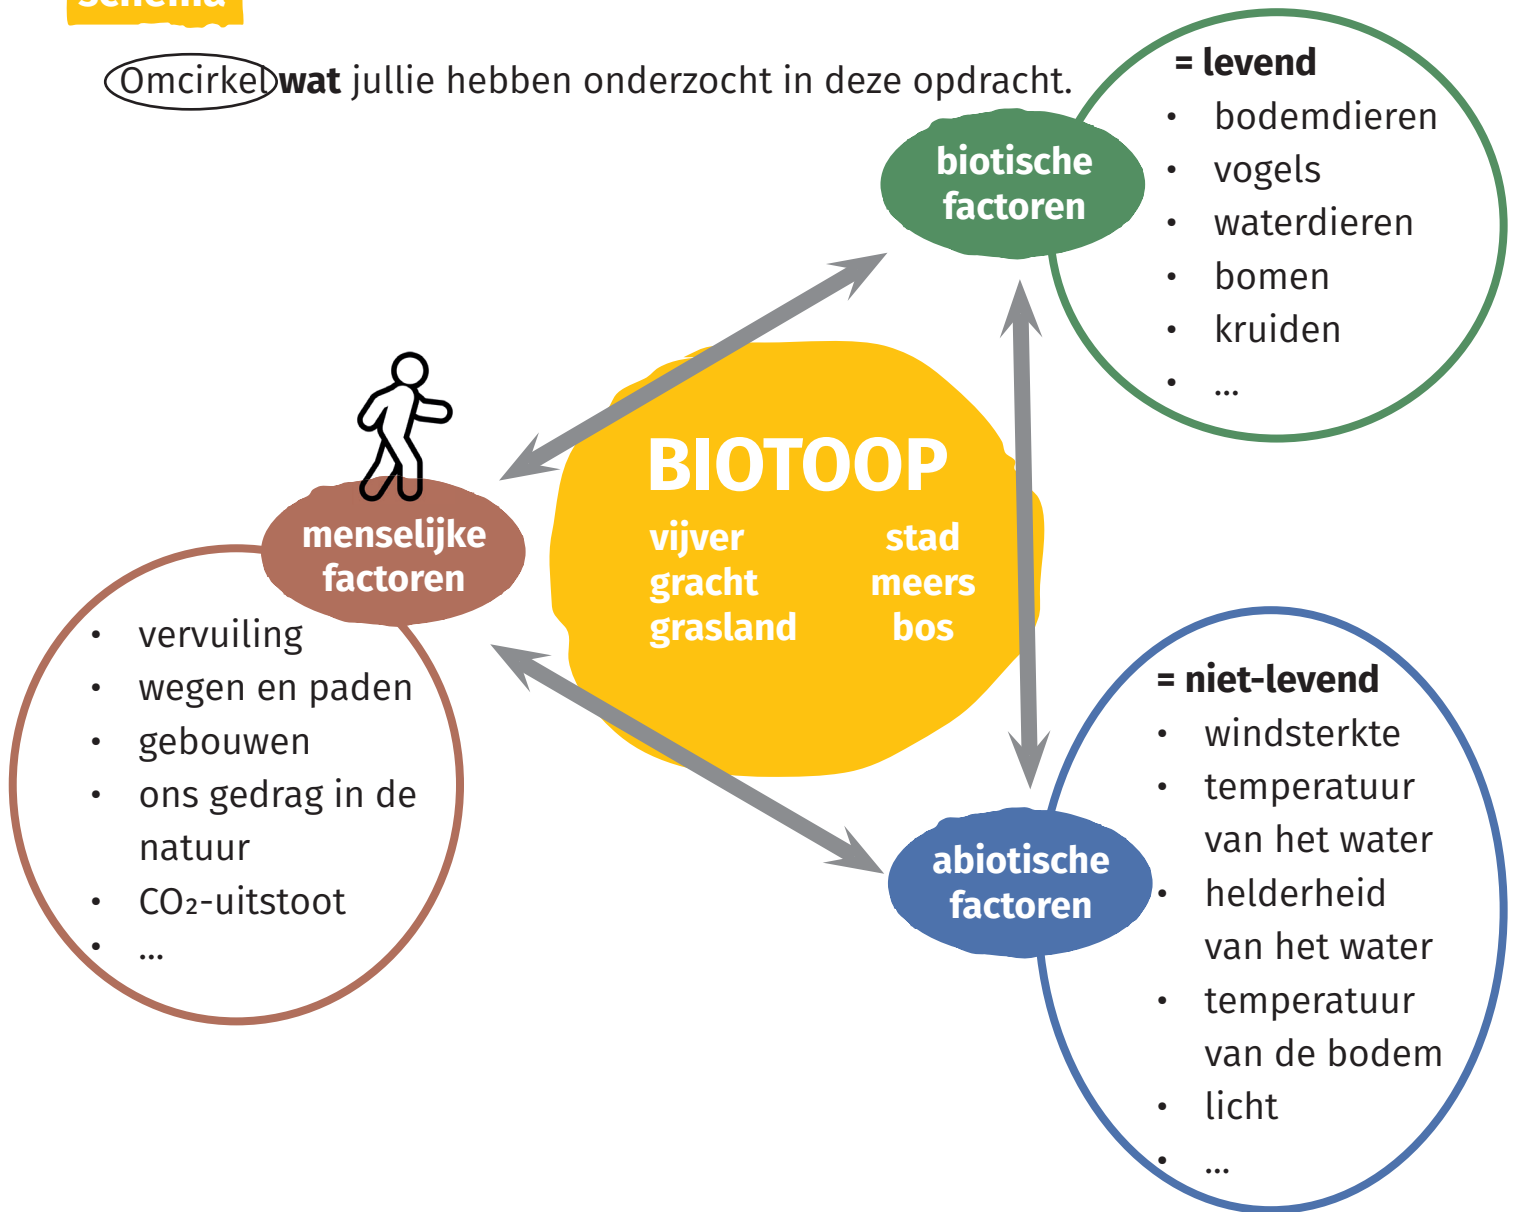 schema
Omcirkel wat jullie hebben onderzocht in deze opdracht.
biotische
factoren
= levend
• bodemdieren
• vogels
• waterdieren
• bomen
• kruiden
• ...
BIOTOOP
vijver stad
gracht meers
grasland bos
menselijke
factoren
• vervuiling
• wegen en paden
• gebouwen
• ons gedrag in de
natuur
• CO₂-uitstoot
• ...
abiotische
factoren
= niet-levend
• windsterkte
• temperatuur
van het water
• helderheid
van het water
• temperatuur
van de bodem
• licht
• ...